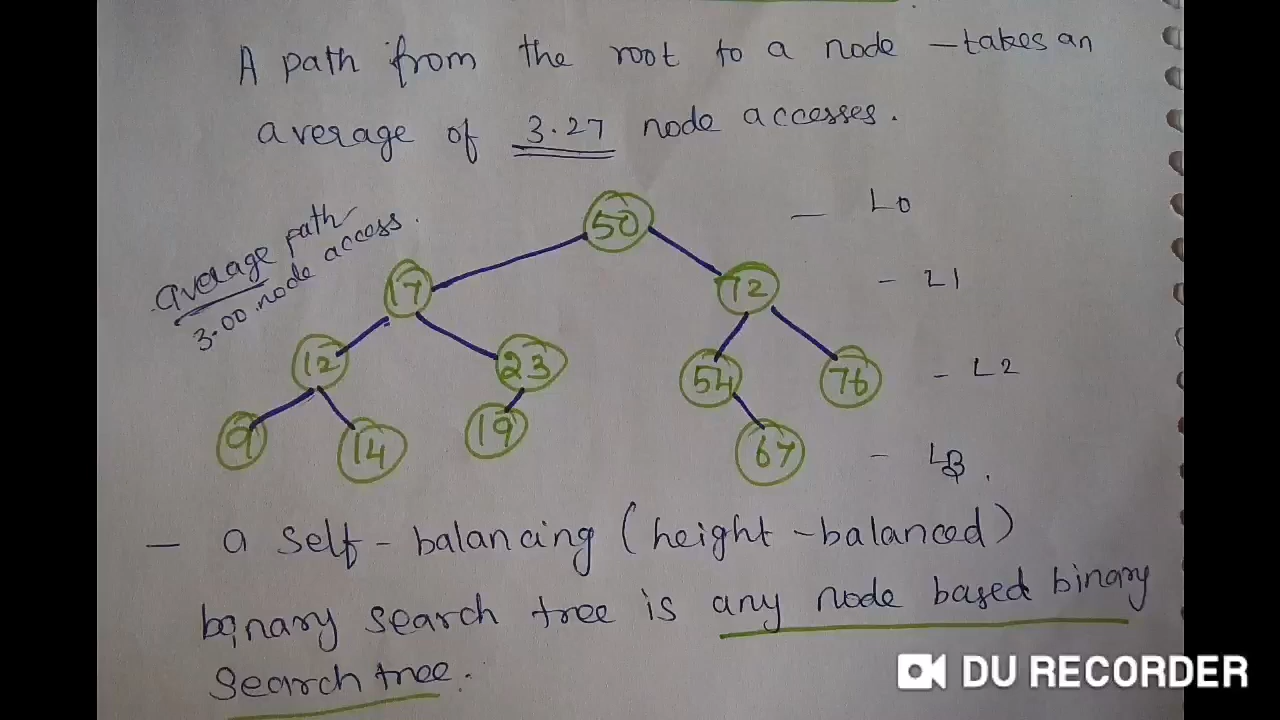 A path from the root to a node - takes an
average of 3.27 node accesses.
average path
3.00 node access.
50 - L0
17 72 - L1
12 23 54 76 - L2
9 14 19 67 - L3.
- a self-balancing (height-balanced)
binary search tree is any node based binary
search tree.
DU RECORDER